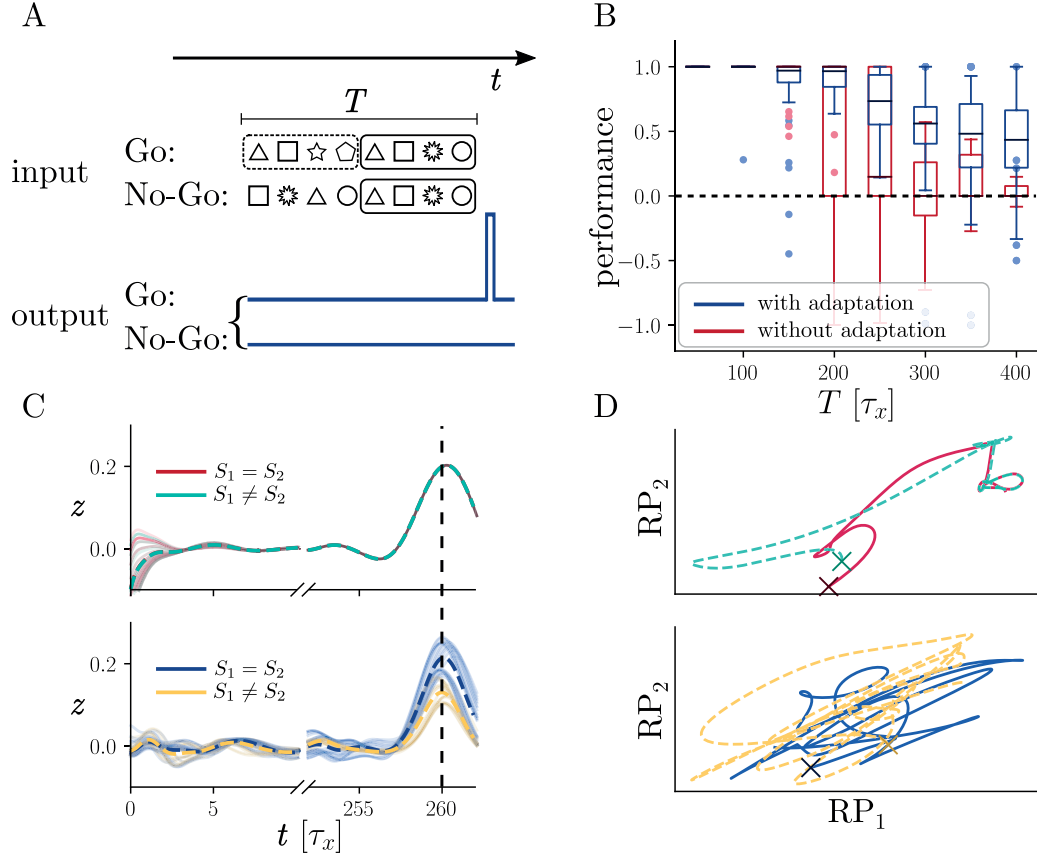 A
t
T
input
Go:
No-Go:
output
Go:
No-Go:
B
performance
1.0
0.5
0.0
−0.5
−1.0
with adaptation
without adaptation
100
200
300
400
T [τx]
C
z
0.2
0.0
S1 = S2
S1 ≠ S2
z
0.2
0.0
S1 = S2
S1 ≠ S2
0
5
255
260
t [τx]
D
RP2
RP2
RP1